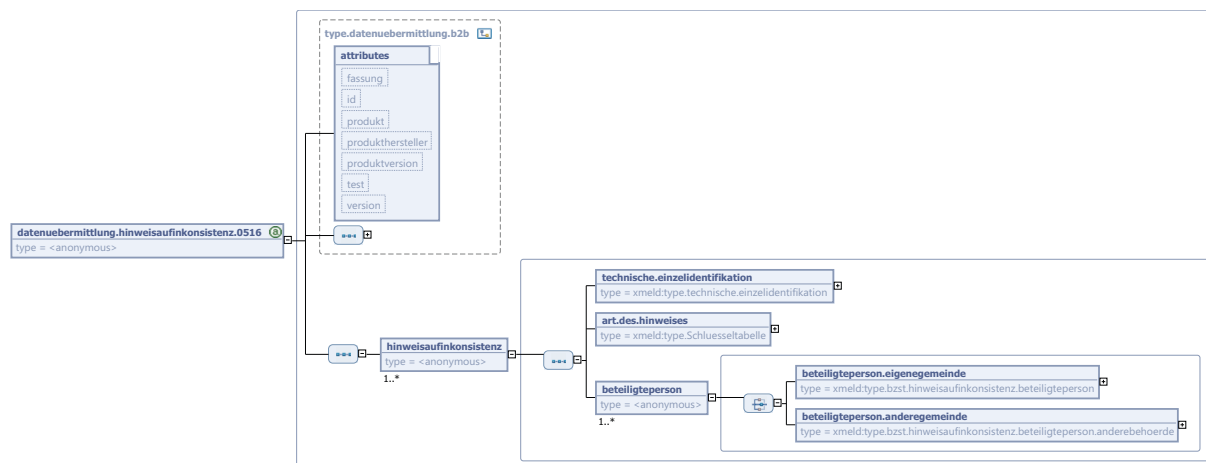 type.datenuebermittlung.b2b
attributes
fassung
id
produkt
produkthersteller
produktversion
test
version
datenuebermittlung.hinweisaufinkonsistenz.0516 a
type = <anonymous>
technische.einzelidentifikation
type = xmeld:type.technische.einzelidentifikation
art.des.hinweises
type = xmeld:type.Schluesseltabelle
hinweisaufinkonsistenz
type = <anonymous>
1..*
beteiligteperson
type = <anonymous>
1..*
beteiligteperson.eigenegemeinde
type = xmeld:type.bzst.hinweisaufinkonsistenz.beteiligteperson
beteiligteperson.anderegemeinde
type = xmeld:type.bzst.hinweisaufinkonsistenz.beteiligteperson.anderebehoerde